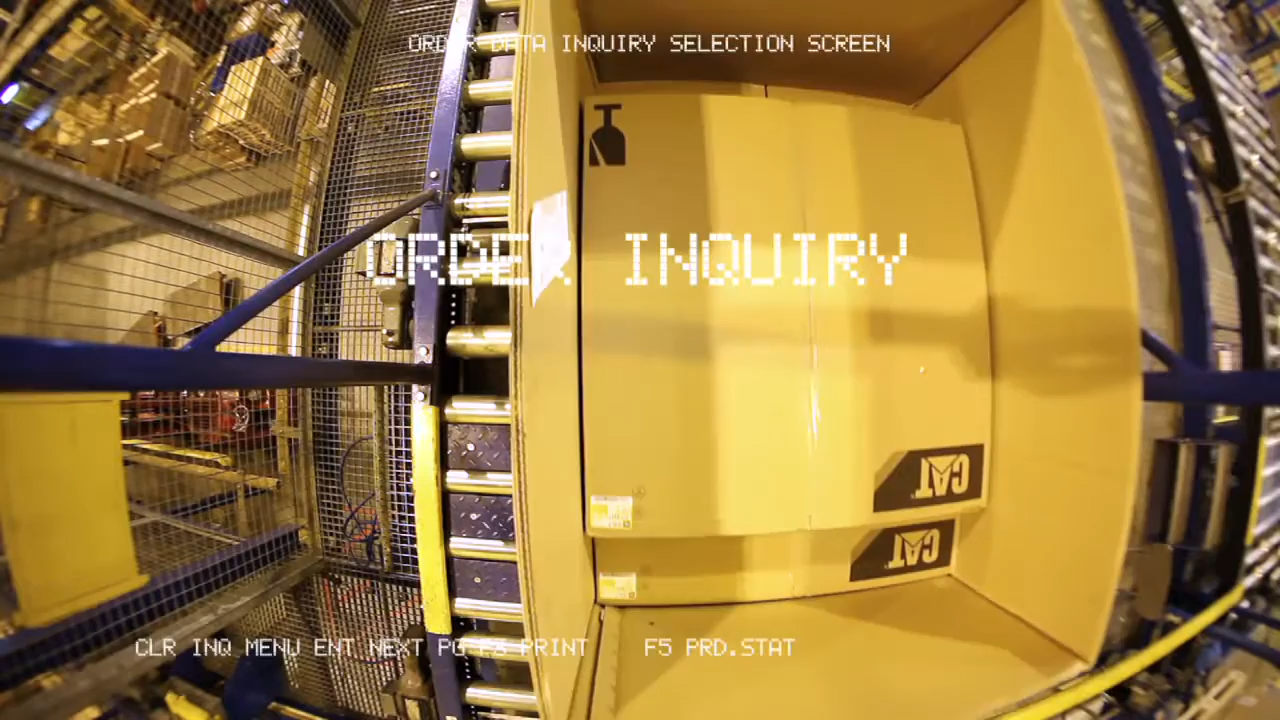 ORDER DATA INQUIRY SELECTION SCREEN
ORDER INQUIRY
CAT
CAT
CLR INQ MENU ENT NEXT PG F3 PRINT F5 PRD.STAT